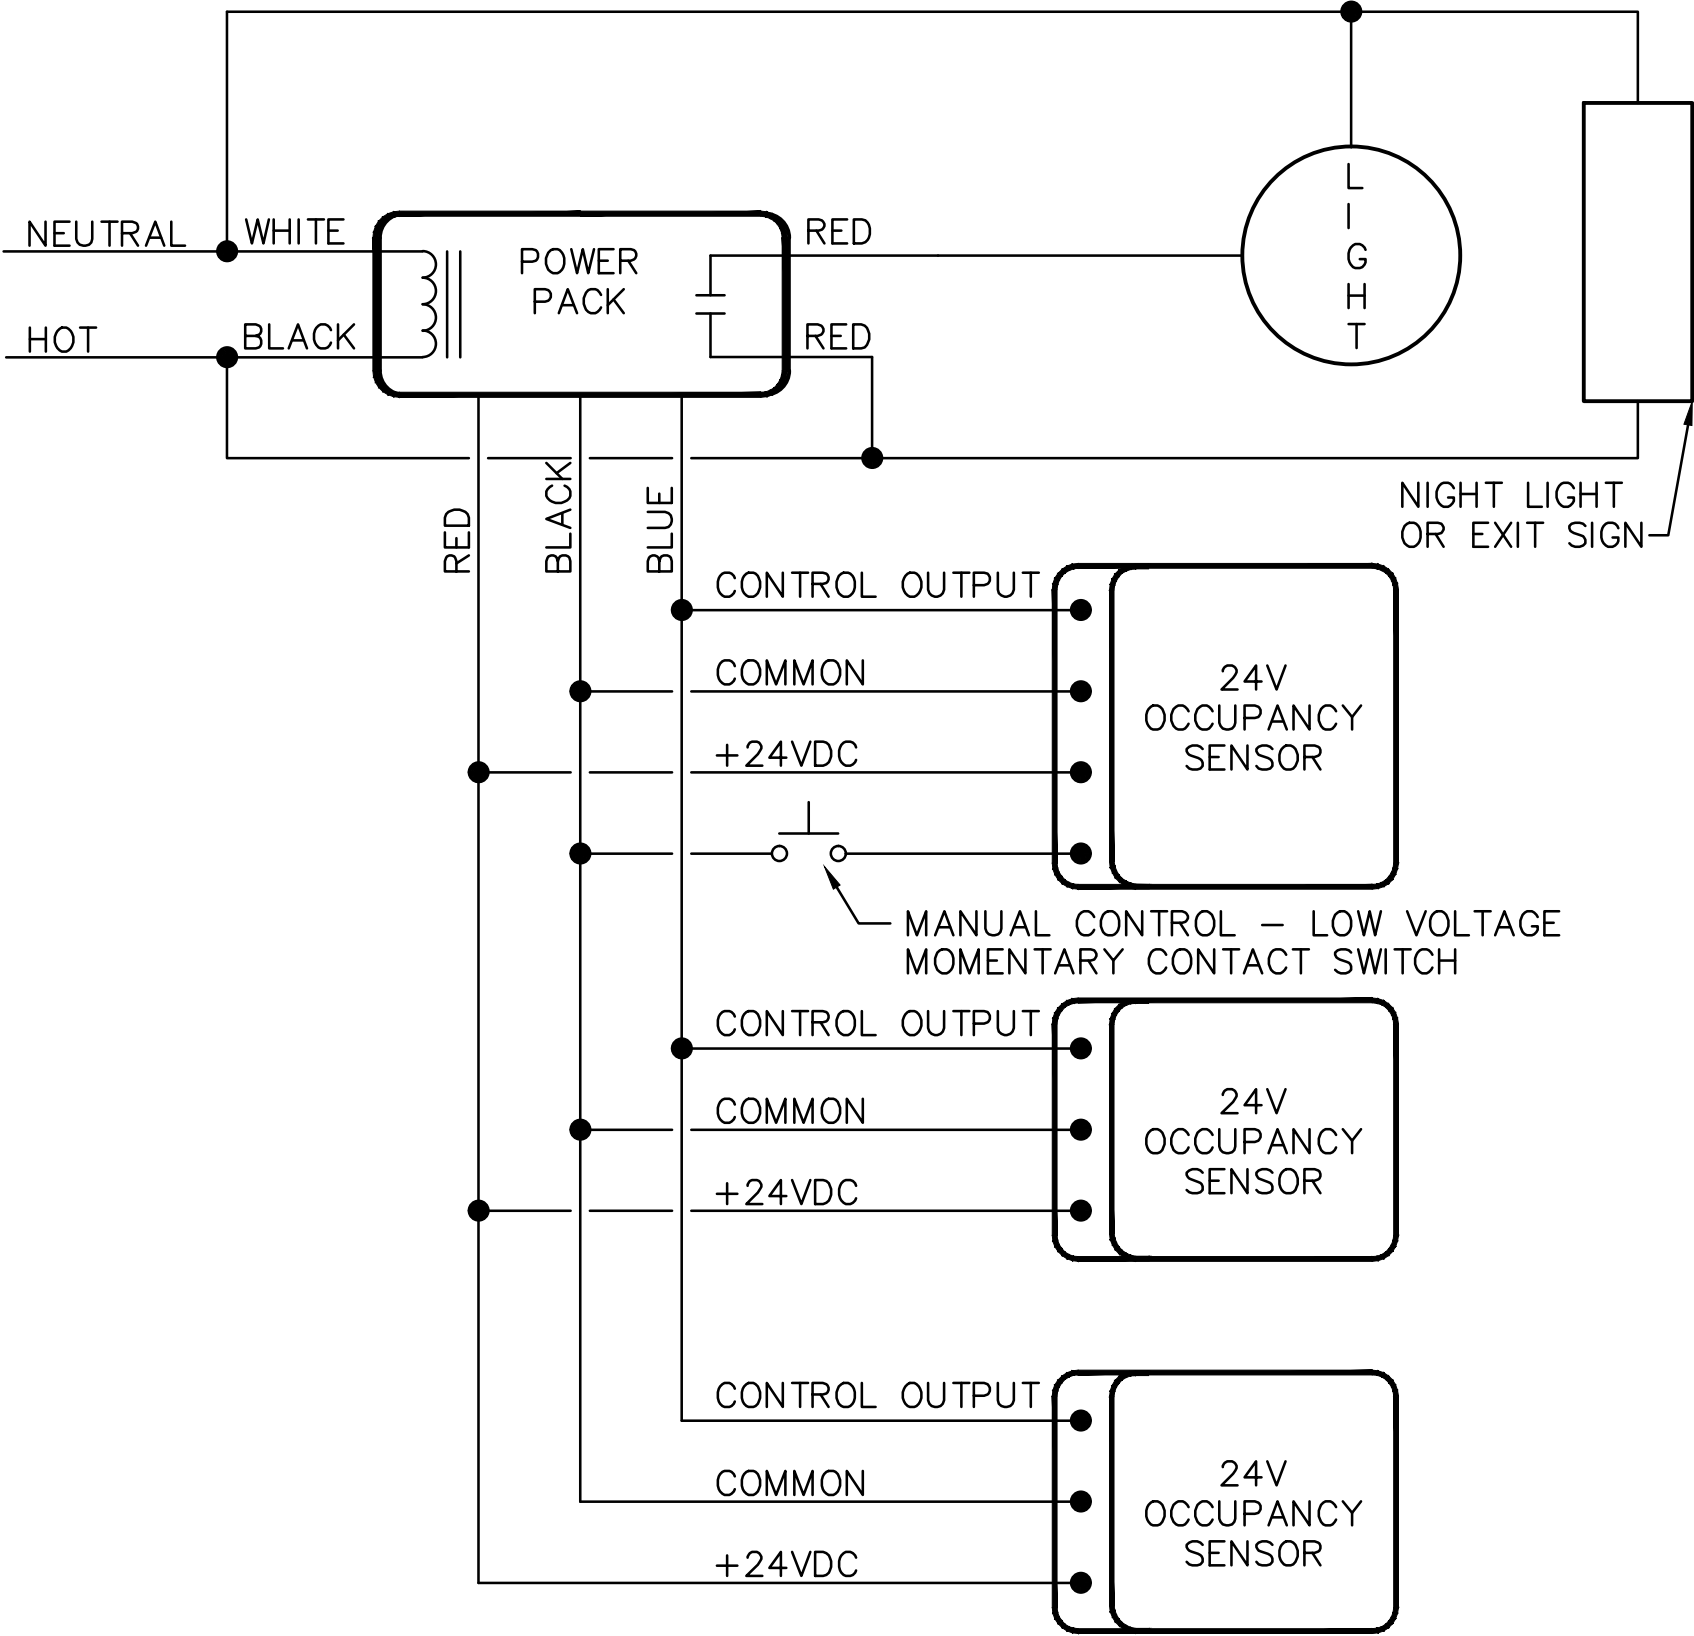 NEUTRAL
WHITE
HOT
BLACK
POWER
PACK
RED
RED
LIGHT
RED
BLACK
BLUE
NIGHT LIGHT
OR EXIT SIGN
CONTROL OUTPUT
COMMON
+24VDC
24V
OCCUPANCY
SENSOR
MANUAL CONTROL – LOW VOLTAGE
MOMENTARY CONTACT SWITCH
CONTROL OUTPUT
COMMON
+24VDC
24V
OCCUPANCY
SENSOR
CONTROL OUTPUT
COMMON
+24VDC
24V
OCCUPANCY
SENSOR